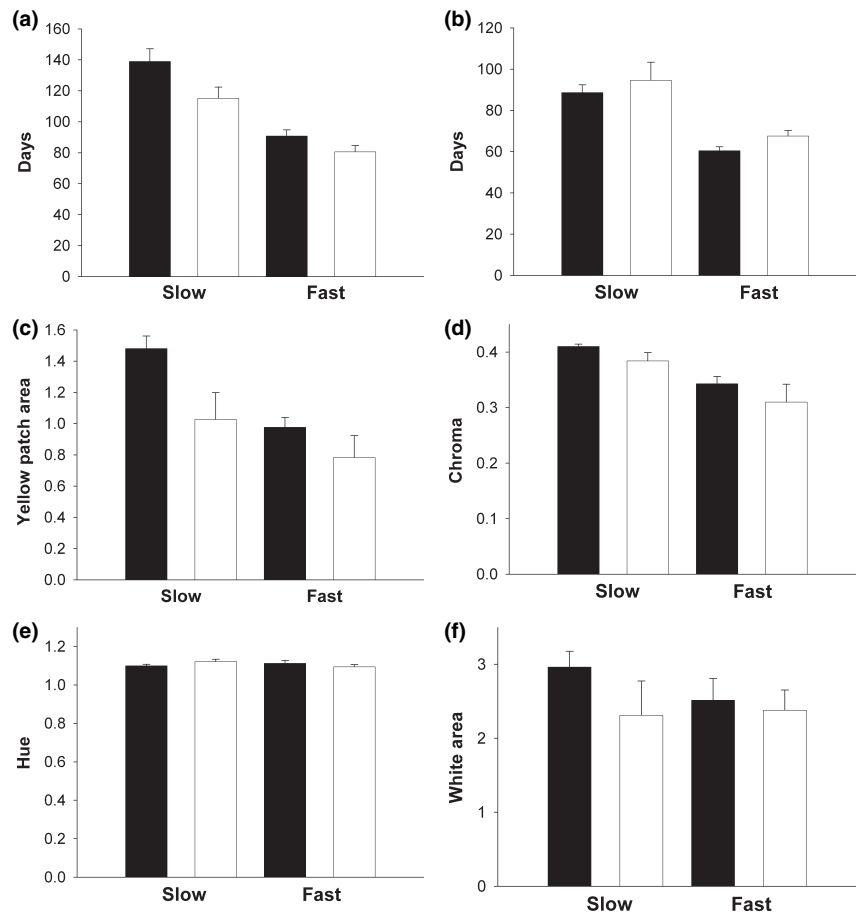 (a)
160
140
120
100
80
60
40
20
0
Days
Slow Fast
(b)
120
100
80
60
40
20
0
Days
Slow Fast
(c)
1.6
1.4
1.2
1.0
0.8
0.6
0.4
0.2
0.0
Yellow patch area
Slow Fast
(d)
0.4
0.3
0.2
0.1
0.0
Chroma
Slow Fast
(e)
1.2
1.0
0.8
0.6
0.4
0.2
0.0
Hue
Slow Fast
(f)
3
2
1
0
White area
Slow Fast